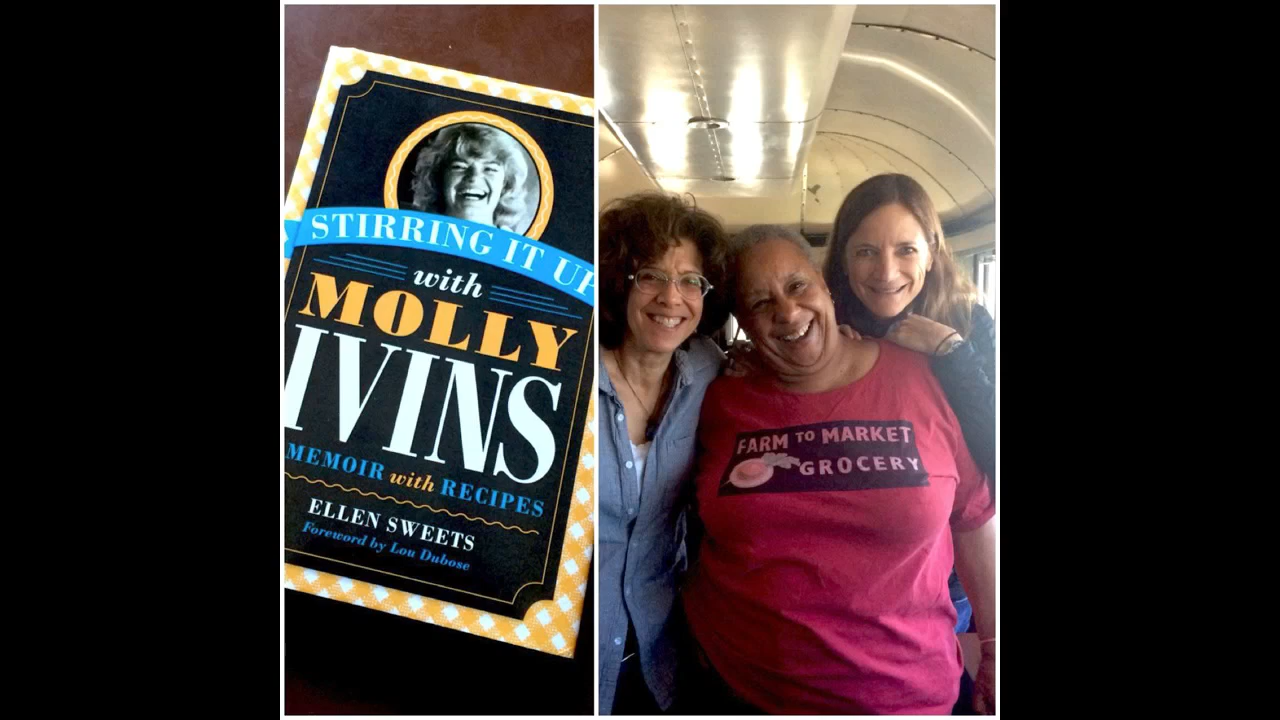 STIRRING IT UP
with
MOLLY
IVINS
MEMOIR with RECIPES
ELLEN SWEETS
Foreword by Lou Dubose
FARM TO MARKET
GROCERY